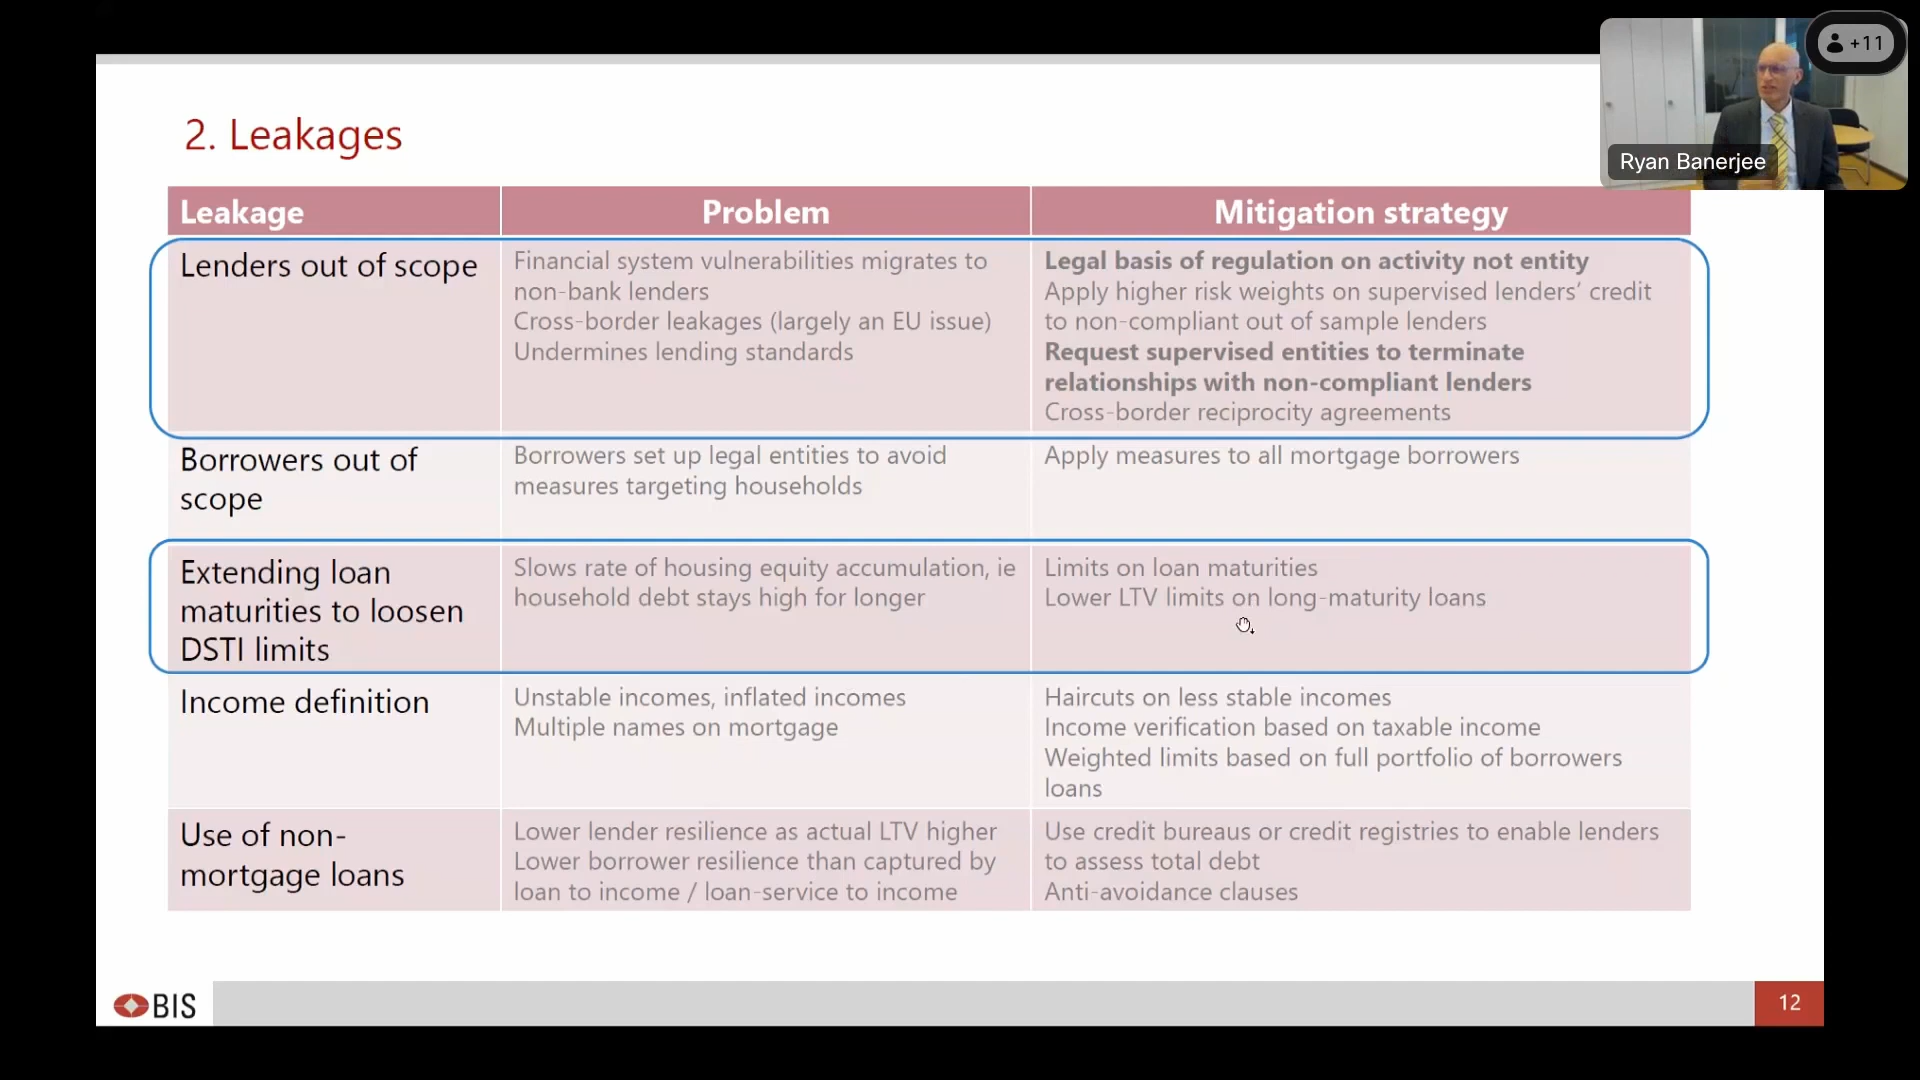 +11
Ryan Banerjee
2. Leakages
Leakage
Problem
Mitigation strategy
Lenders out of scope
Financial system vulnerabilities migrates to
non-bank lenders
Cross-border leakages (largely an EU issue)
Undermines lending standards
Legal basis of regulation on activity not entity
Apply higher risk weights on supervised lenders’ credit
to non-compliant out of sample lenders
Request supervised entities to terminate
relationships with non-compliant lenders
Cross-border reciprocity agreements
Borrowers out of
scope
Borrowers set up legal entities to avoid
measures targeting households
Apply measures to all mortgage borrowers
Extending loan
maturities to loosen
DSTI limits
Slows rate of housing equity accumulation, ie
household debt stays high for longer
Limits on loan maturities
Lower LTV limits on long-maturity loans
Income definition
Unstable incomes, inflated incomes
Multiple names on mortgage
Haircuts on less stable incomes
Income verification based on taxable income
Weighted limits based on full portfolio of borrowers
loans
Use of non-
mortgage loans
Lower lender resilience as actual LTV higher
Lower borrower resilience than captured by
loan to income / loan-service to income
Use credit bureaus or credit registries to enable lenders
to assess total debt
Anti-avoidance clauses
BIS
12